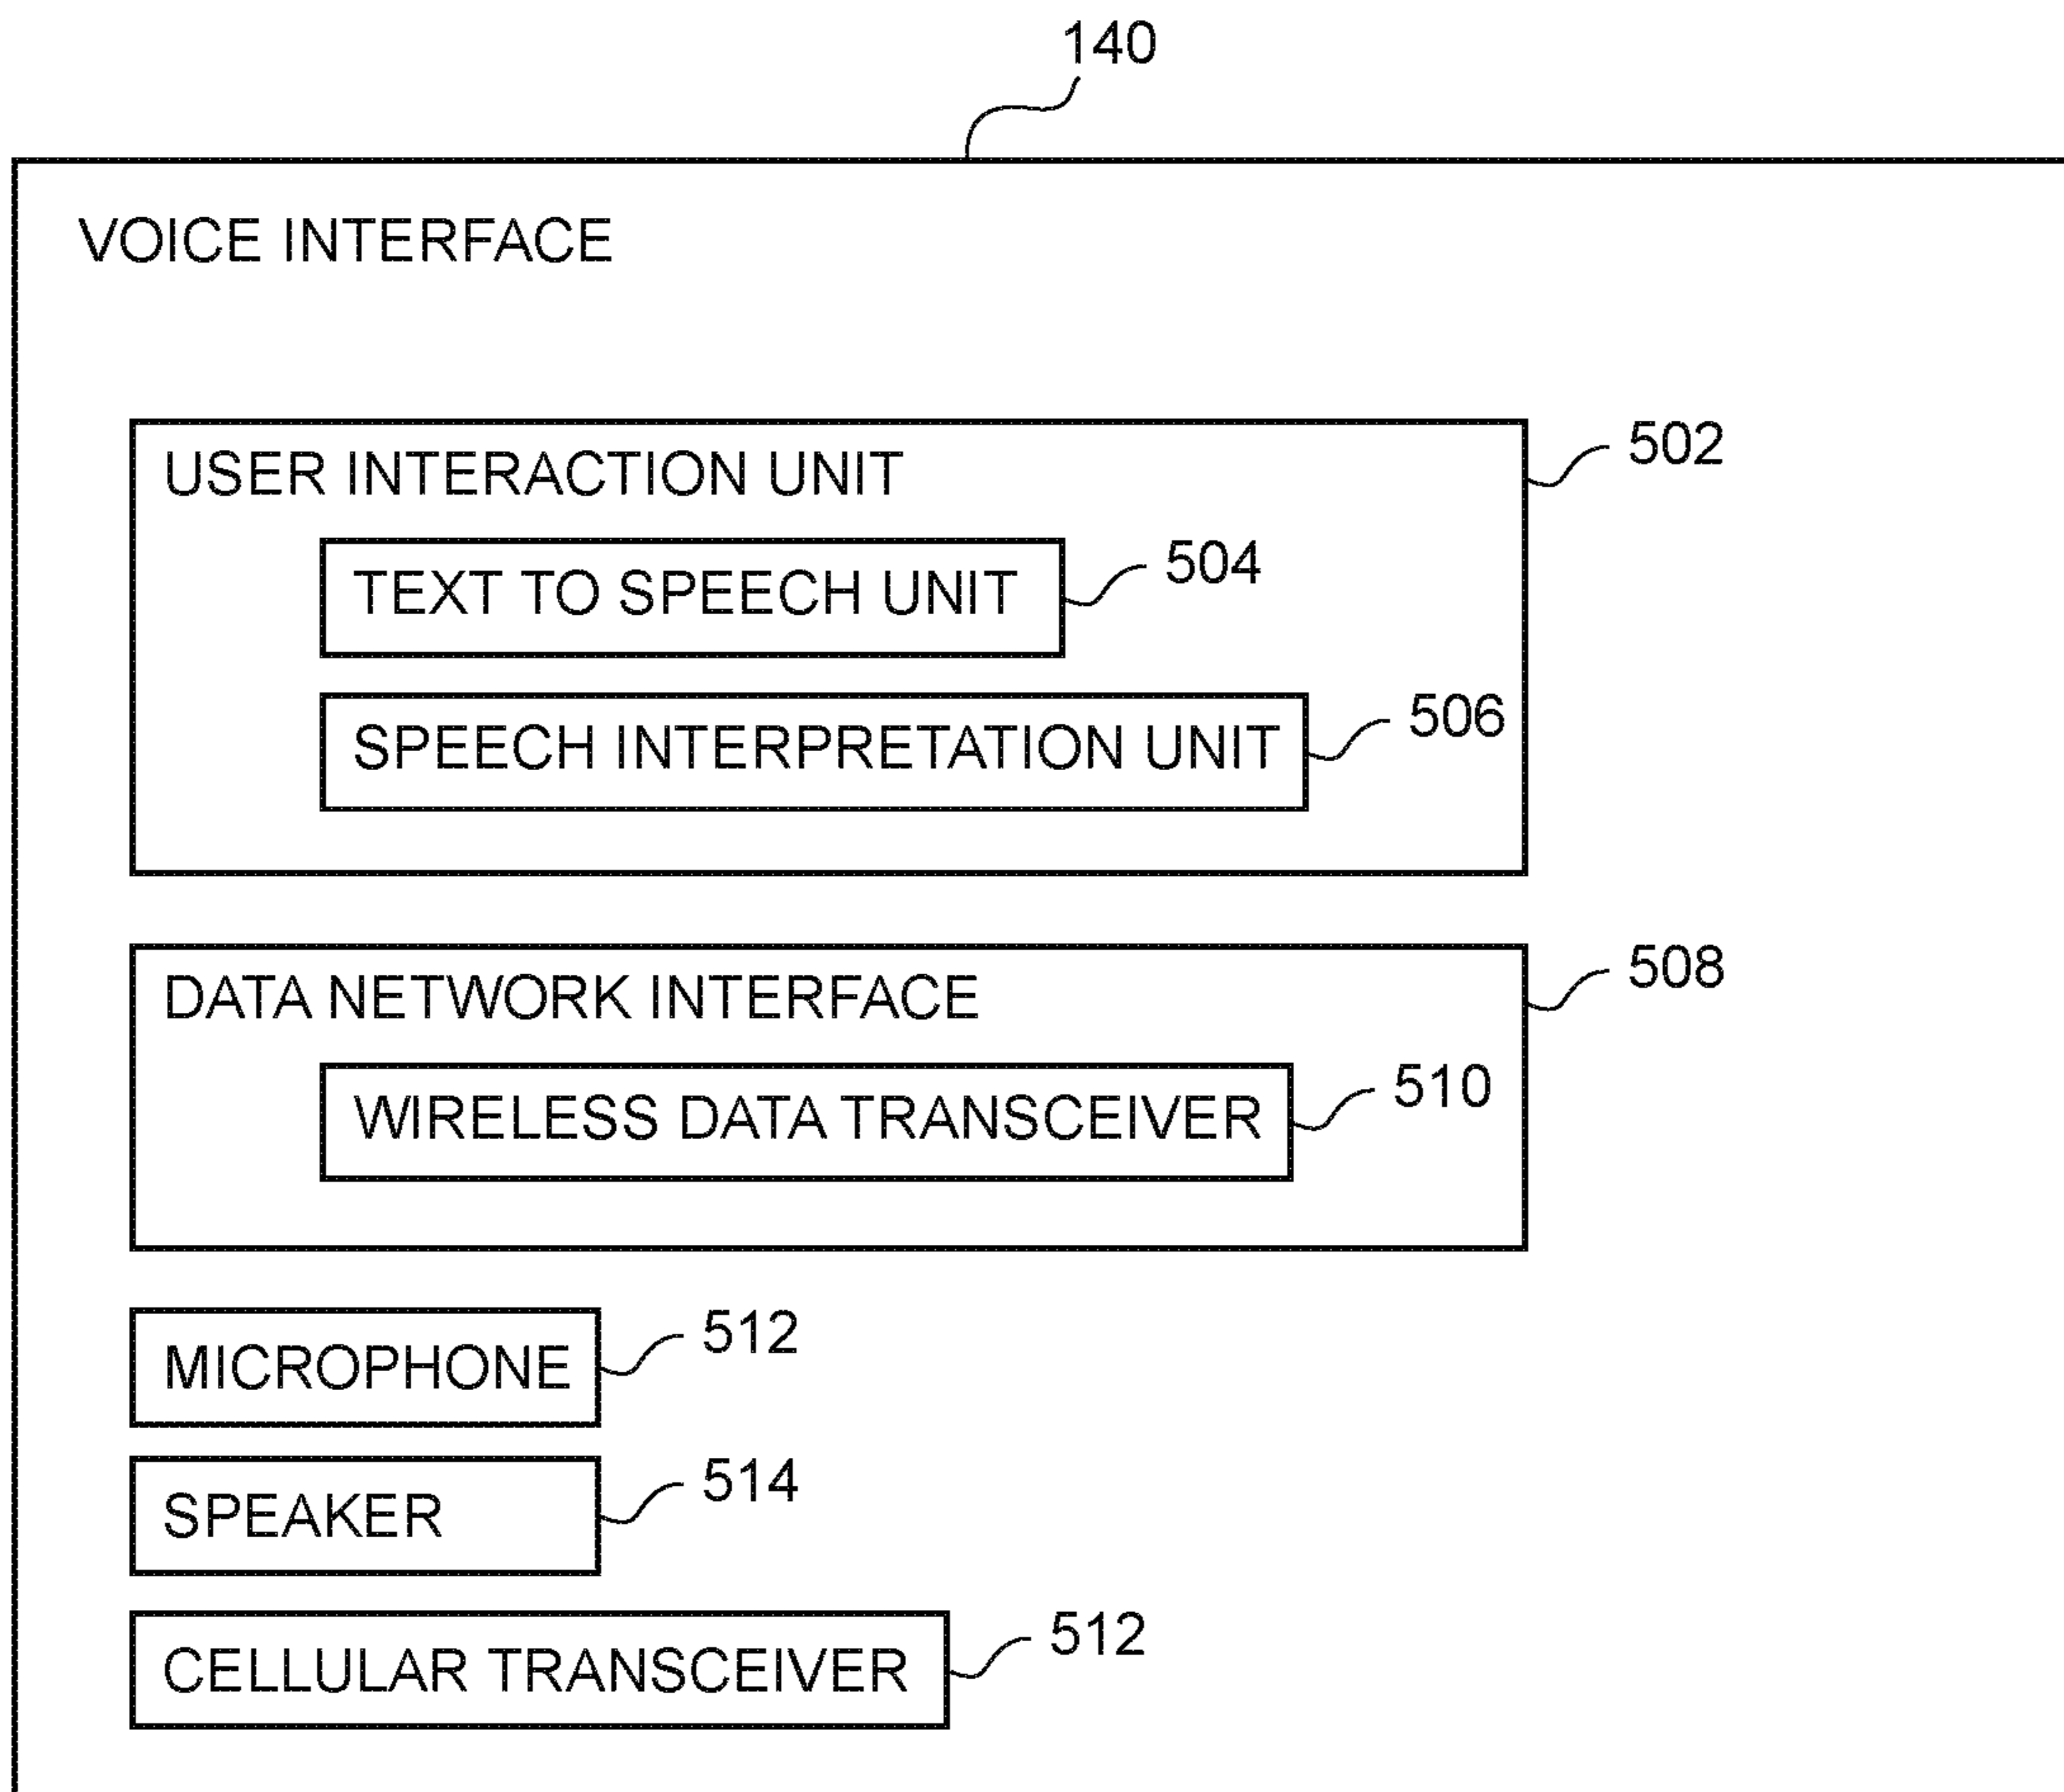 140
VOICE INTERFACE
USER INTERACTION UNIT
502
TEXT TO SPEECH UNIT
504
SPEECH INTERPRETATION UNIT
506
DATA NETWORK INTERFACE
508
WIRELESS DATA TRANSCEIVER
510
MICROPHONE
512
SPEAKER
514
CELLULAR TRANSCEIVER
512